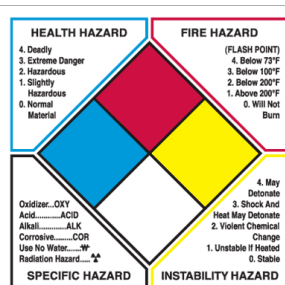 HEALTH HAZARD
4. Deadly
3. Extreme Danger
2. Hazardous
1. Slightly
Hazardous
0. Normal
Material
FIRE HAZARD
(FLASH POINT)
4. Below 73°F
3. Below 100°F
2. Below 200°F
1. Above 200°F
0. Will Not
Burn
Oxidizer...OXY
Acid............ACID
Alkali............ALK
Corrosive.........COR
Use No Water......W
Radiation Hazard.....
SPECIFIC HAZARD
4. May
Detonate
3. Shock And
Heat May Detonate
2. Violent Chemical
Change
1. Unstable If Heated
0. Stable
INSTABILITY HAZARD